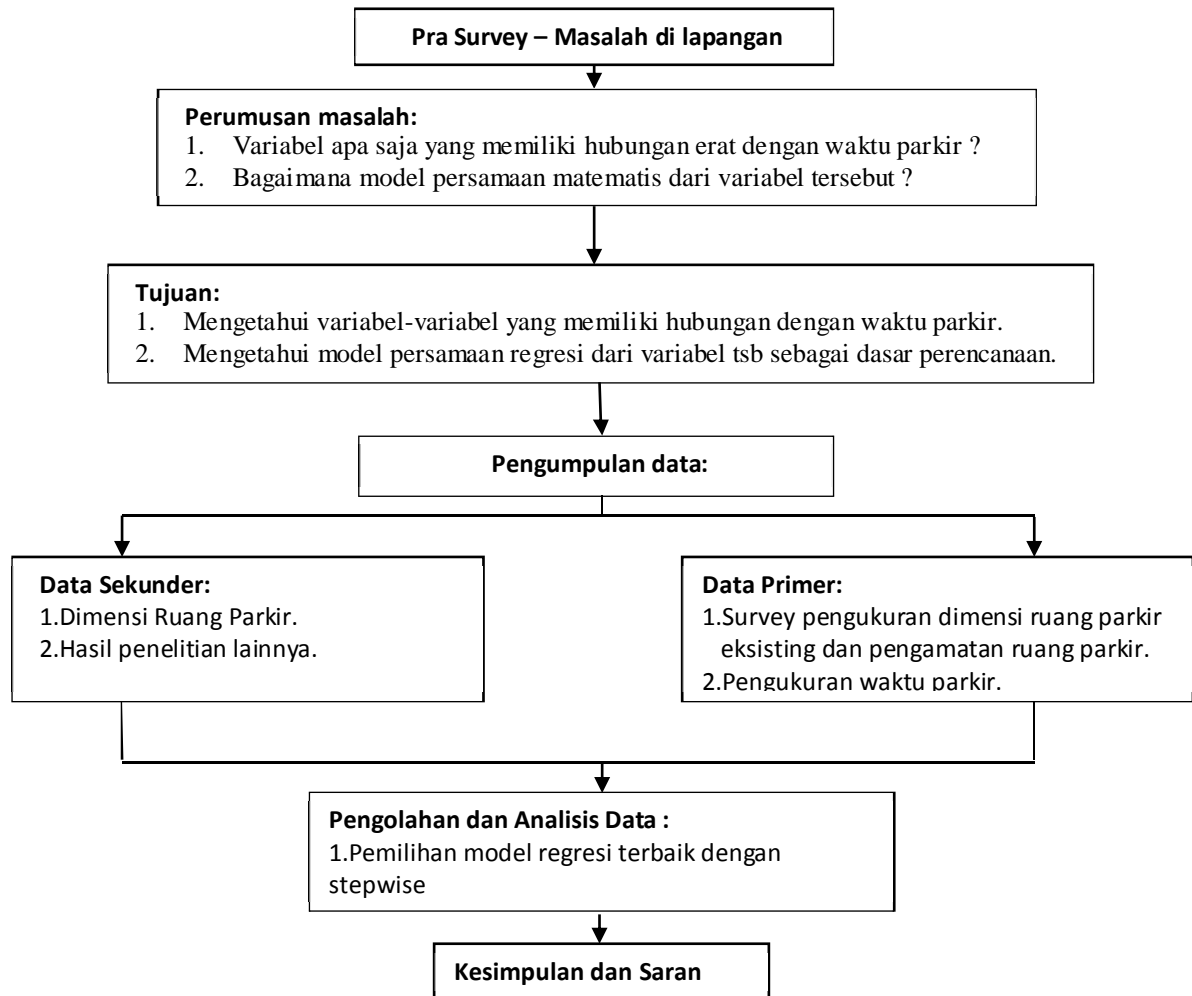 Pra Survey – Masalah di lapangan
Perumusan masalah:
1. Variabel apa saja yang memiliki hubungan erat dengan waktu parkir ?
2. Bagaimana model persamaan matematis dari variabel tersebut ?
Tujuan:
1. Mengetahui variabel-variabel yang memiliki hubungan dengan waktu parkir.
2. Mengetahui model persamaan regresi dari variabel tsb sebagai dasar perencanaan.
Pengumpulan data:
Data Sekunder:
1.Dimensi Ruang Parkir.
2.Hasil penelitian lainnya.
Data Primer:
1.Survey pengukuran dimensi ruang parkir
eksisting dan pengamatan ruang parkir.
2.Pengukuran waktu parkir.
Pengolahan dan Analisis Data :
1.Pemilihan model regresi terbaik dengan
stepwise
Kesimpulan dan Saran